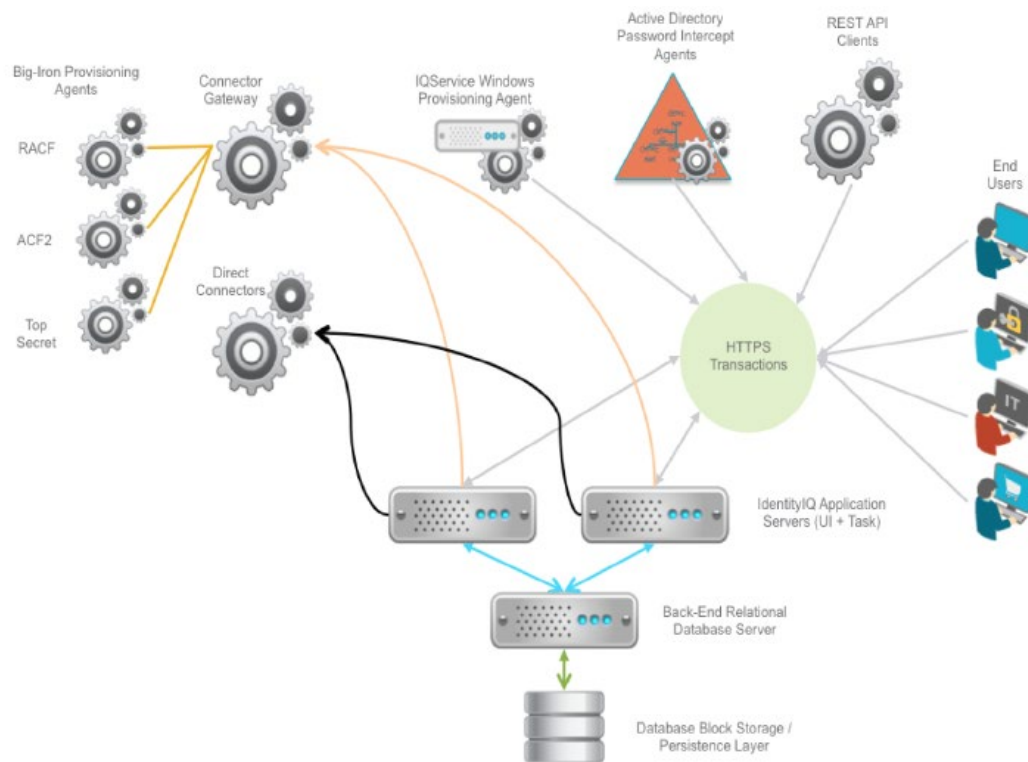 Active Directory
Password Intercept
Agents
REST API
Clients
Big-Iron Provisioning
Agents
Connector
Gateway
IQService Windows
Provisioning Agent
RACF
End
Users
ACF2
Direct
Connectors
Top
Secret
HTTPS
Transactions
IT
IdentityIQ Application
Servers (UI + Task)
Back-End Relational
Database Server
Database Block Storage /
Persistence Layer